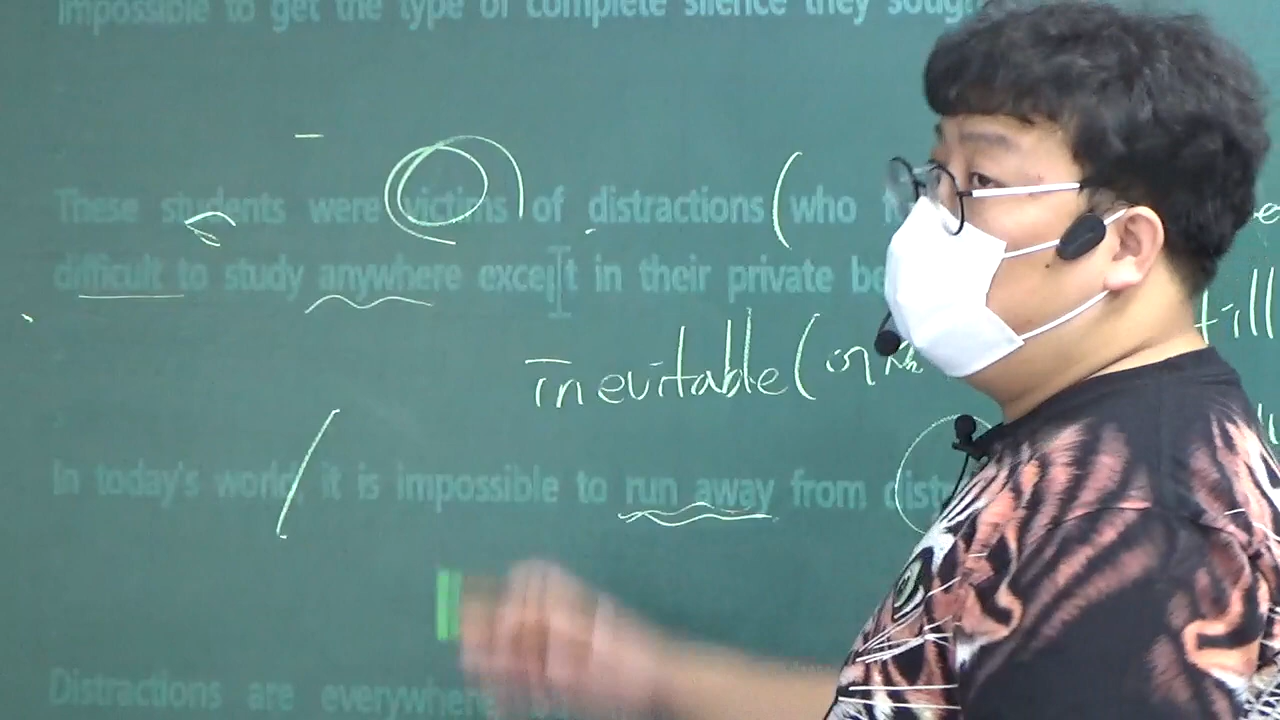 impossible to get the type of complete silence they
These students were victims of distractions (who
difficult to study anywhere except in their private
inevitable (
till
In today's world, it is impossible to run away from
Distractions are everywhere